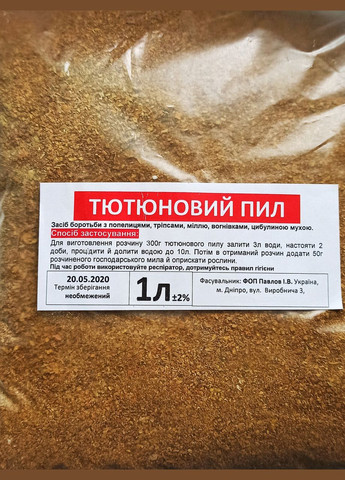 ТЮТЮНОВИЙ ПИЛ
Засіб боротьби з попелицями, тріпсами, міллю, вогнівками, цибулиною мухою.
Спосіб застосування:
Для виготовлення розчину 300г тютюнового пилу залити 3л води, настояти 2
доби, процідити й долити водою до 10л. Потім в отриманий розчин додати 50г
розчиненого господарського мила й оприскати рослини.
Під час роботи використовуйте респіратор, дотримуйтесь правил гігієни
20.05.2020
Термін зберігання
необмежений
1л±2%
Фасувальник: ФОП Павлов І.В. Україна,
м. Дніпро, вул. Виробнича 3,